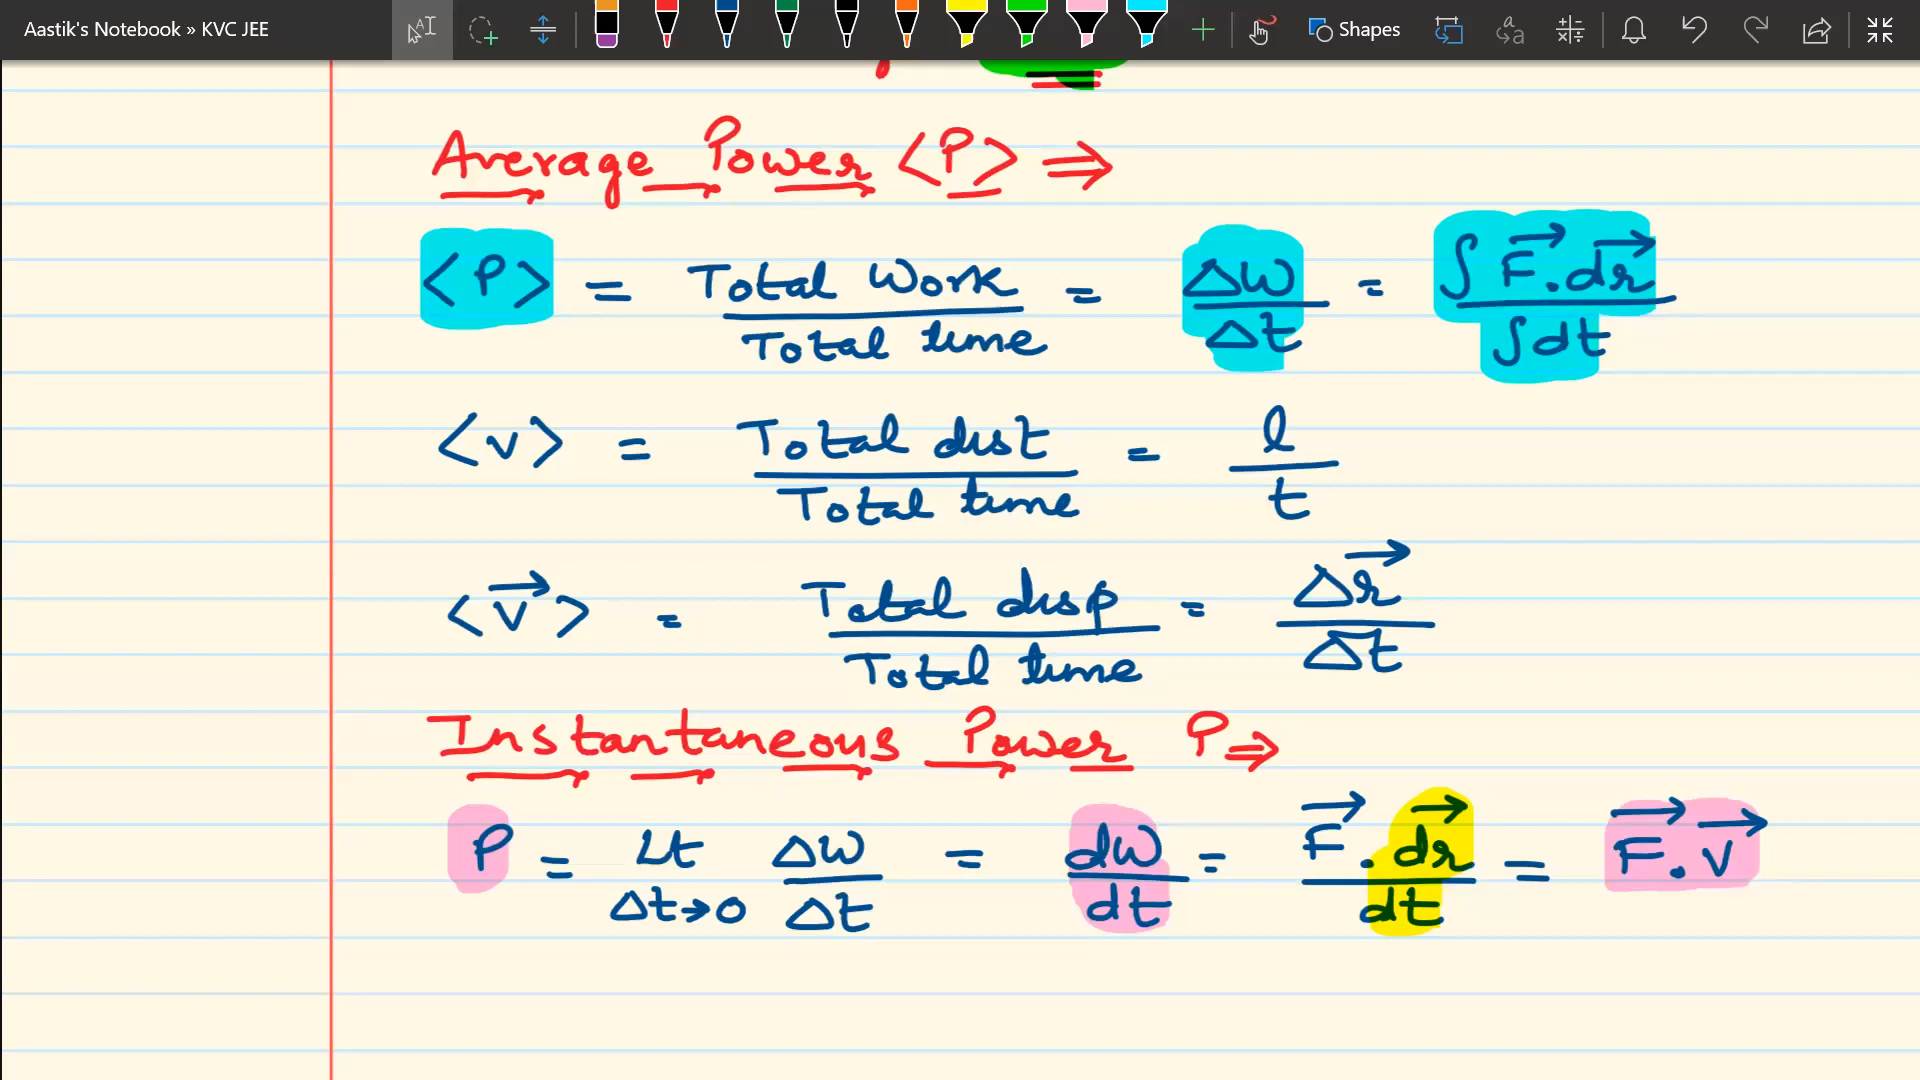 Aastik's Notebook » KVC JEE
Shapes
Average Power <P> ⇒
<P> = Total Work / Total time = ΔW / Δt = ∫ F⃗ . dr⃗ / ∫ dt
<v> = Total dist / Total time = l / t
<v⃗> = Total disp / Total time = Δr⃗ / Δt
Instantaneous Power P ⇒
P = Lt Δt→0 ΔW / Δt = dW / dt = F⃗ . dr⃗ / dt = F⃗ . v⃗